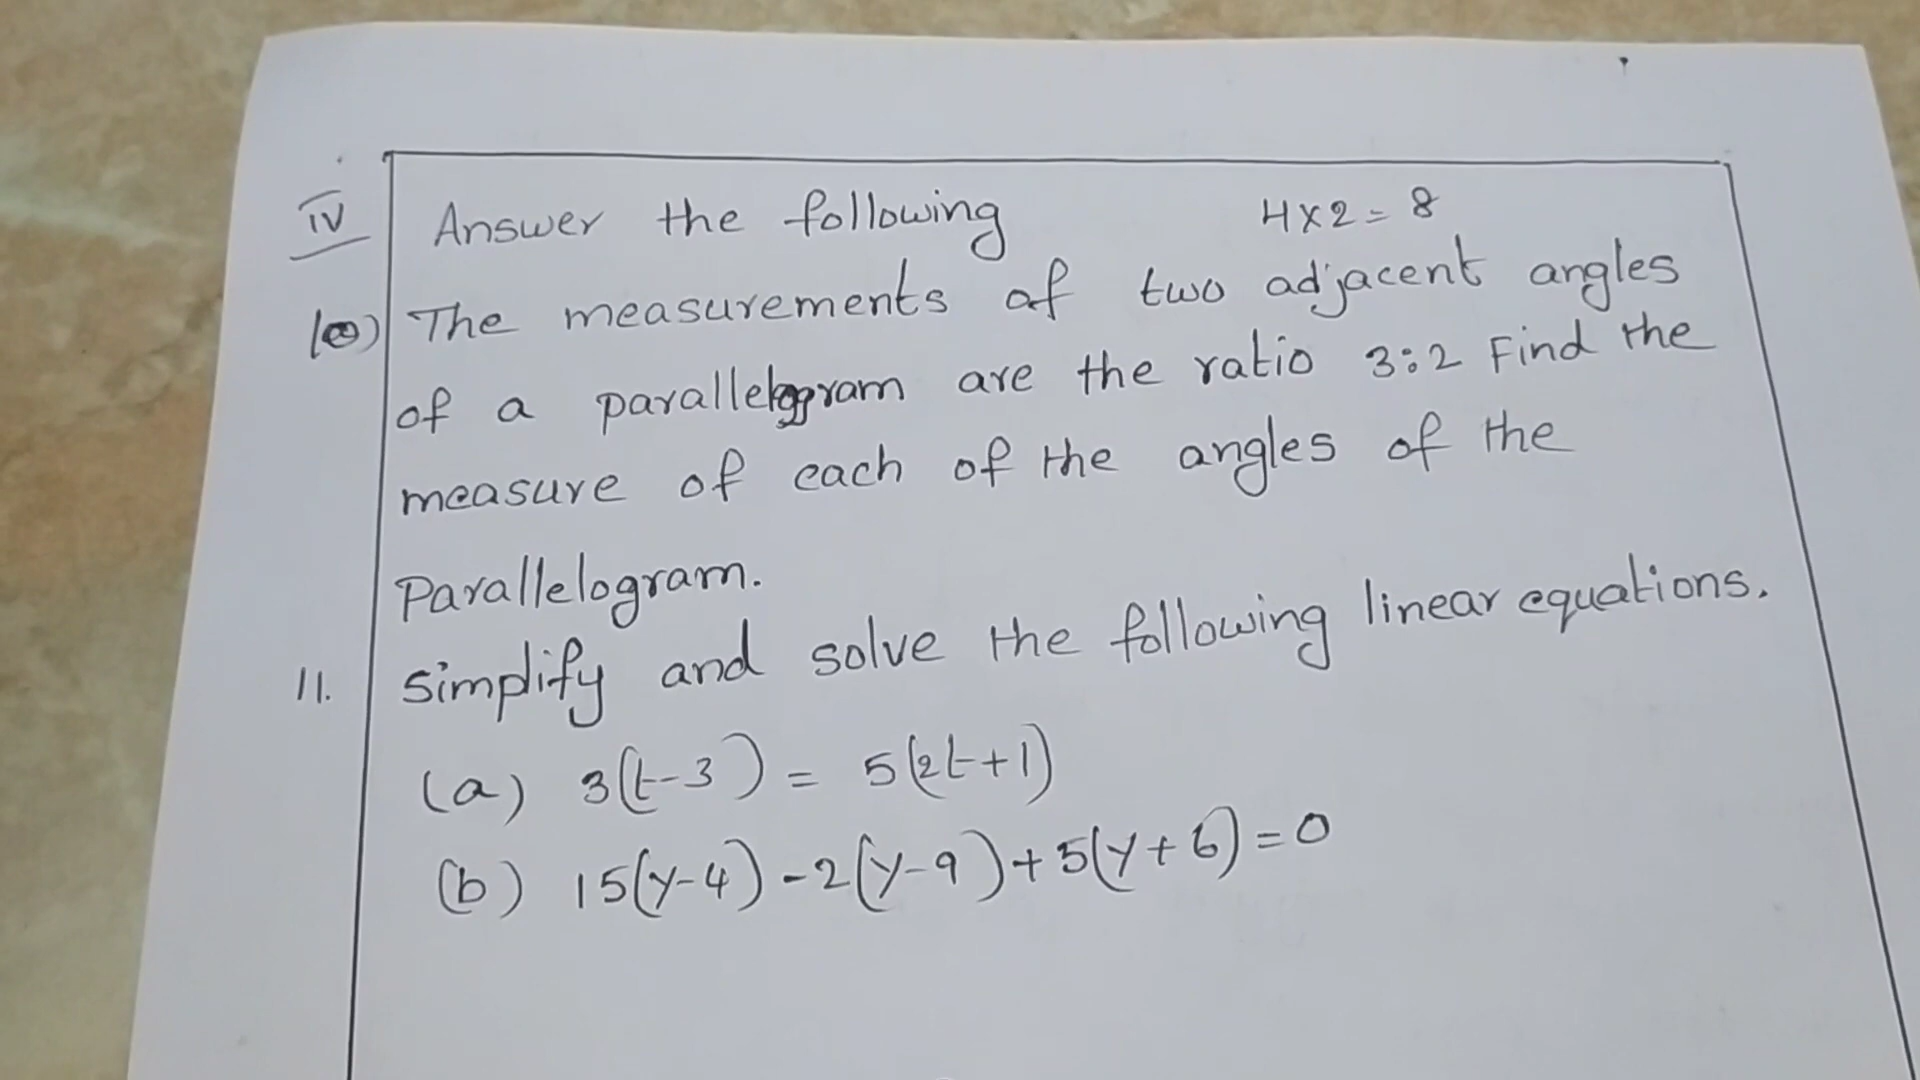 IV Answer the following 4x2=8
10) The measurements of two adjacent angles
of a parallelogram are the ratio 3:2 Find the
measure of each of the angles of the
Parallelogram.
11. Simplify and solve the following linear equations.
(a) 3(t-3) = 5(2t+1)
(b) 15(y-4)-2(y-9)+5(y+6)=0